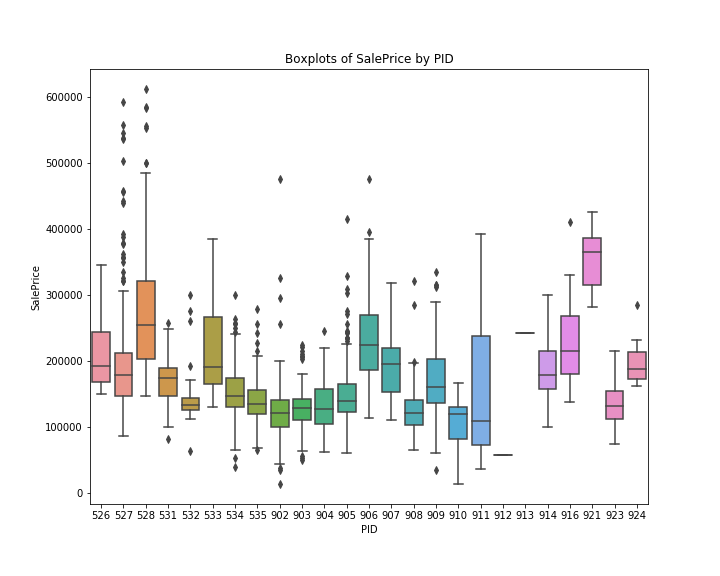 Boxplots of SalePrice by PID
600000
500000
400000
300000
200000
100000
0
SalePrice
526 527 528 531 532 533 534 535 902 903 904 905 906 907 908 909 910 911 912 913 914 916 921 923 924
PID